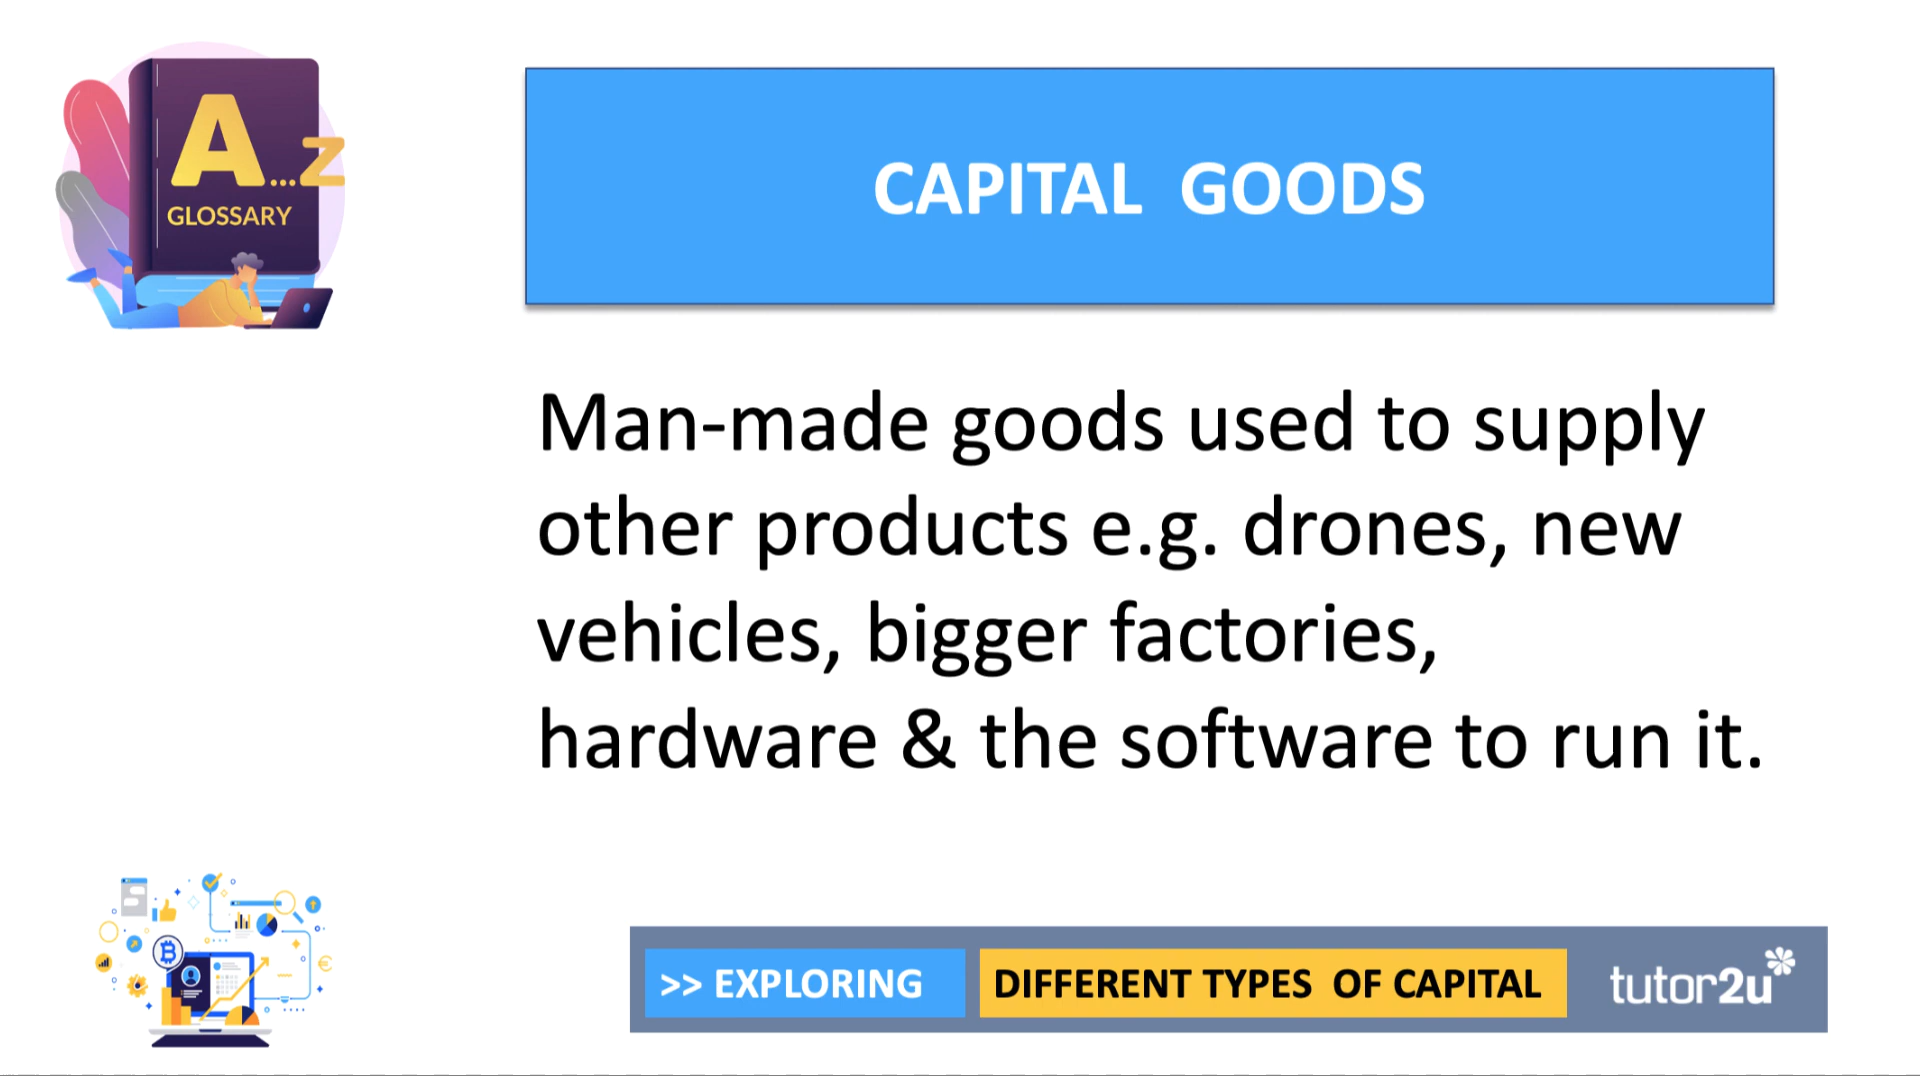 A...Z
GLOSSARY
CAPITAL GOODS
Man-made goods used to supply
other products e.g. drones, new
vehicles, bigger factories,
hardware & the software to run it.
>> EXPLORING
DIFFERENT TYPES OF CAPITAL
tutor2u